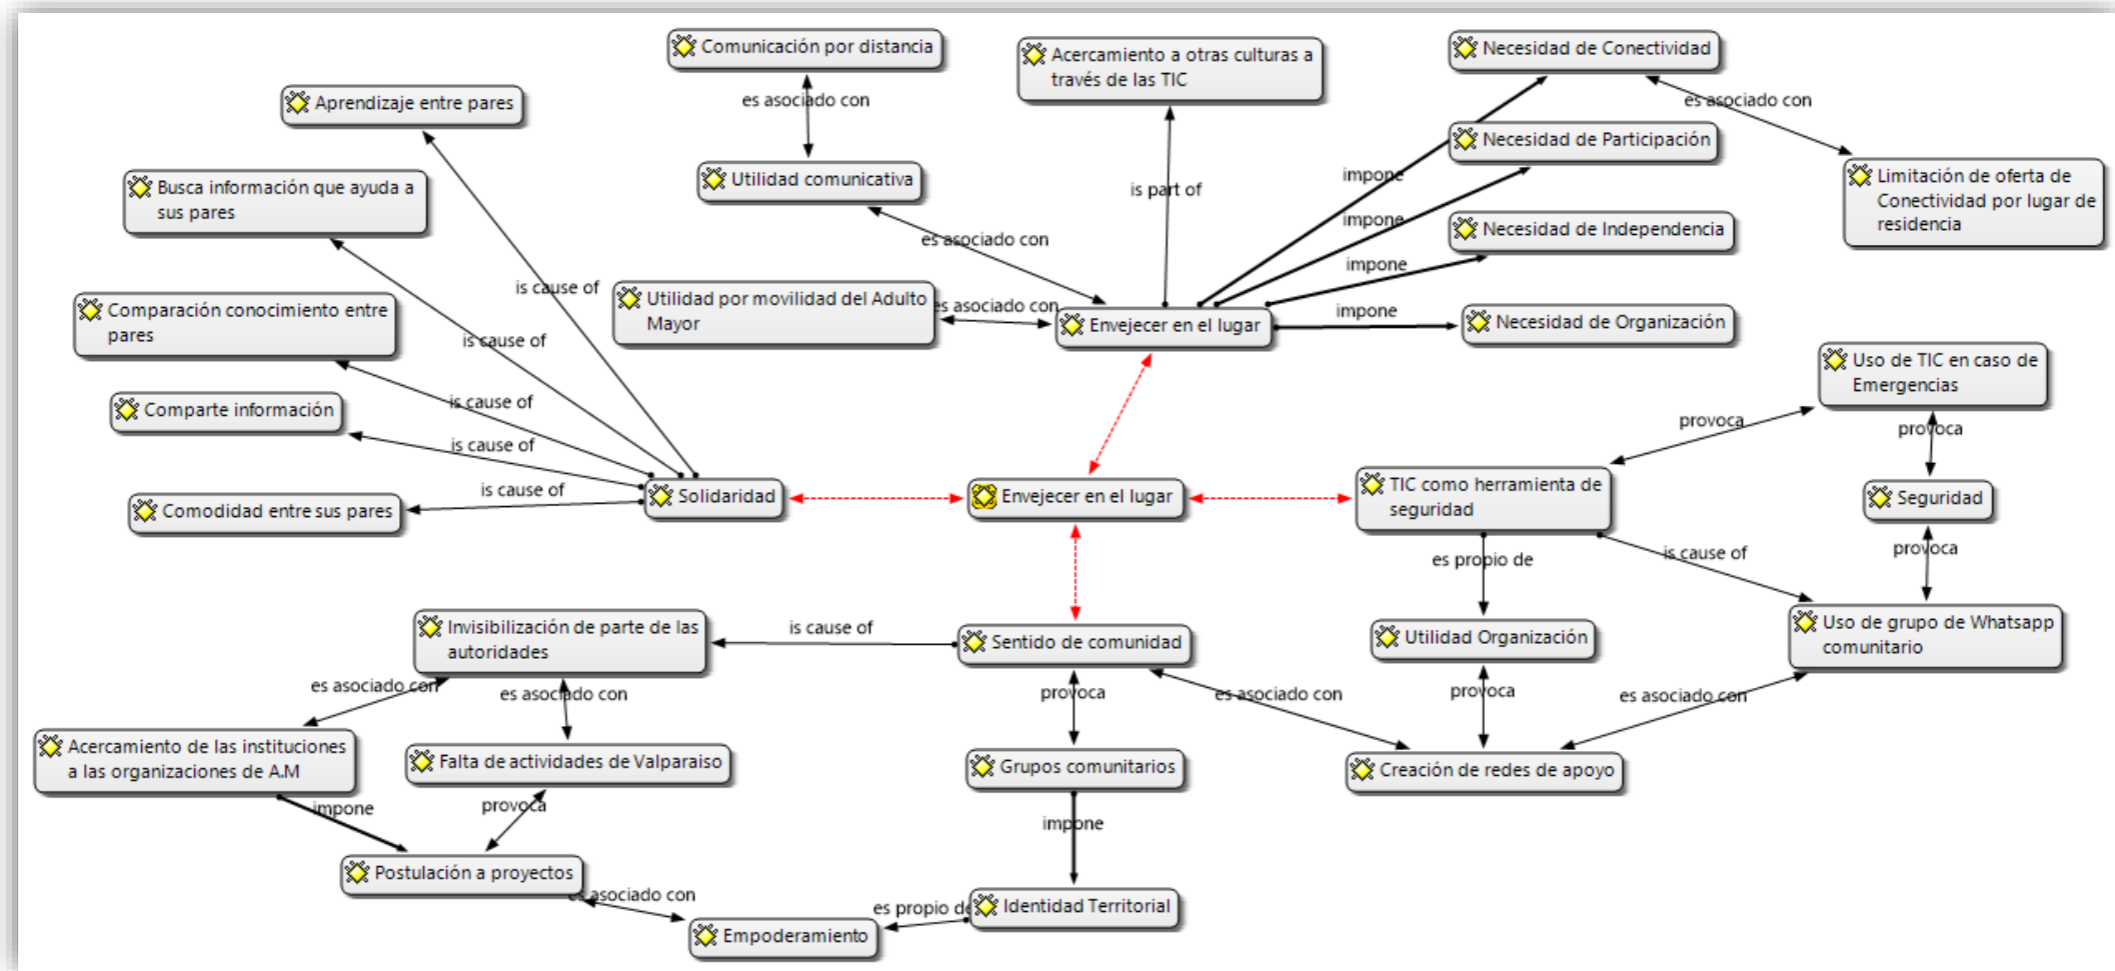 Comunicación por distancia
Acercamiento a otras culturas a
través de las TIC
Necesidad de Conectividad
es asociado con
es asociado con
Aprendizaje entre pares
Necesidad de Participación
Utilidad comunicativa
impone
Limitación de oferta de
Conectividad por lugar de
residencia
Busca información que ayuda a
sus pares
is part of
impone
Necesidad de Independencia
es asociado con
impone
is cause of
Utilidad por movilidad del Adulto
Mayor
es asociado con
Envejecer en el lugar
impone
Necesidad de Organización
Comparación conocimiento entre
pares
is cause of
Uso de TIC en caso de
Emergencias
is cause of
Comparte información
provoca
provoca
is cause of
is cause of
Solidaridad
Envejecer en el lugar
TIC como herramienta de
seguridad
Seguridad
Comodidad entre sus pares
es propio de
is cause of
provoca
Invisibilización de parte de las
autoridades
is cause of
Sentido de comunidad
Utilidad Organización
Uso de grupo de Whatsapp
comunitario
es asociado con
es asociado con
provoca
es asociado con
provoca
es asociado con
Acercamiento de las instituciones
a las organizaciones de A.M
Falta de actividades de Valparaiso
Grupos comunitarios
Creación de redes de apoyo
impone
provoca
impone
Postulación a proyectos
es asociado con
es propio de
Identidad Territorial
Empoderamiento